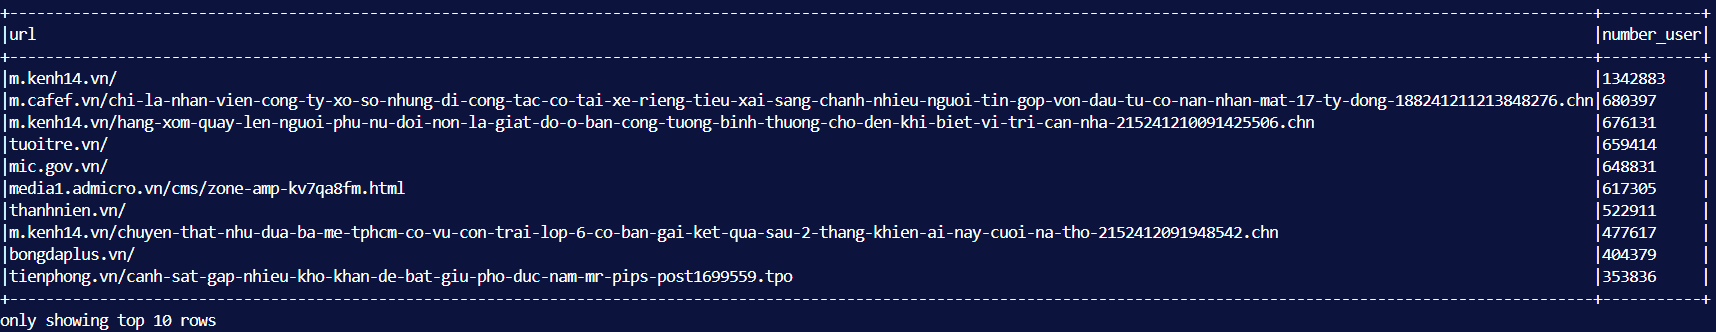 |url |number_user|
|m.kenh14.vn/ |1342883 |
|m.cafef.vn/chi-la-nhan-vien-cong-ty-xo-so-nhung-di-cong-tac-co-tai-xe-rieng-tieu-xai-sang-chanh-nhieu-nguoi-tin-gop-von-dau-tu-co-nan-nhan-mat-17-ty-dong-188241211213848276.chn|680397 |
|m.kenh14.vn/hang-xom-quay-len-nguoi-phu-nu-doi-non-la-giat-do-o-ban-cong-tuong-binh-thuong-cho-den-khi-biet-vi-tri-can-nha-215241210091425506.chn |676131 |
|tuoitre.vn/ |659414 |
|mic.gov.vn/ |648831 |
|media1.admicro.vn/cms/zone-amp-kv7qa8fm.html |617305 |
|thanhnien.vn/ |522911 |
|m.kenh14.vn/chuyen-that-nhu-dua-ba-me-tphcm-co-vu-con-trai-lop-6-co-ban-gai-ket-qua-sau-2-thang-khien-ai-nay-cuoi-na-tho-2152412091948542.chn |477617 |
|bongdaplus.vn/ |404379 |
|tienphong.vn/canh-sat-gap-nhieu-kho-khan-de-bat-giu-pho-duc-nam-mr-pips-post1699559.tpo |353836 |
only showing top 10 rows